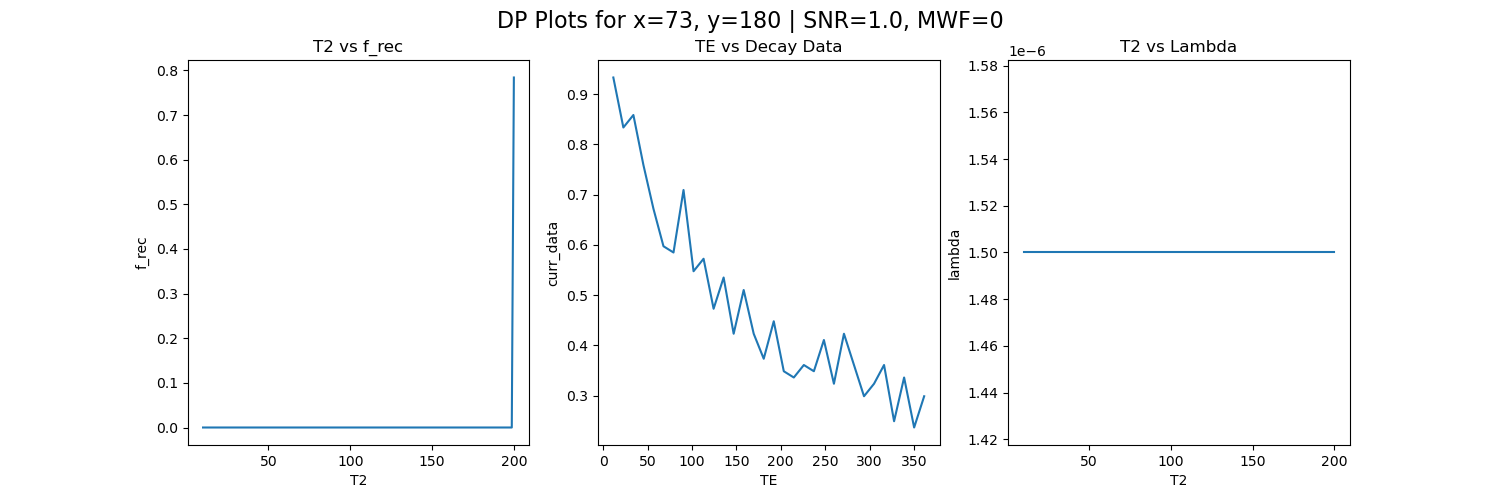 DP Plots for x=73, y=180 | SNR=1.0, MWF=0
T2 vs f_rec
0.8
0.7
0.6
0.5
0.4
0.3
0.2
0.1
0.0
f_rec
50 100 150 200
T2
TE vs Decay Data
0.9
0.8
0.7
0.6
0.5
0.4
0.3
curr_data
0 50 100 150 200 250 300 350
TE
T2 vs Lambda
1e−6
1.58
1.56
1.54
1.52
1.50
1.48
1.46
1.44
1.42
lambda
50 100 150 200
T2